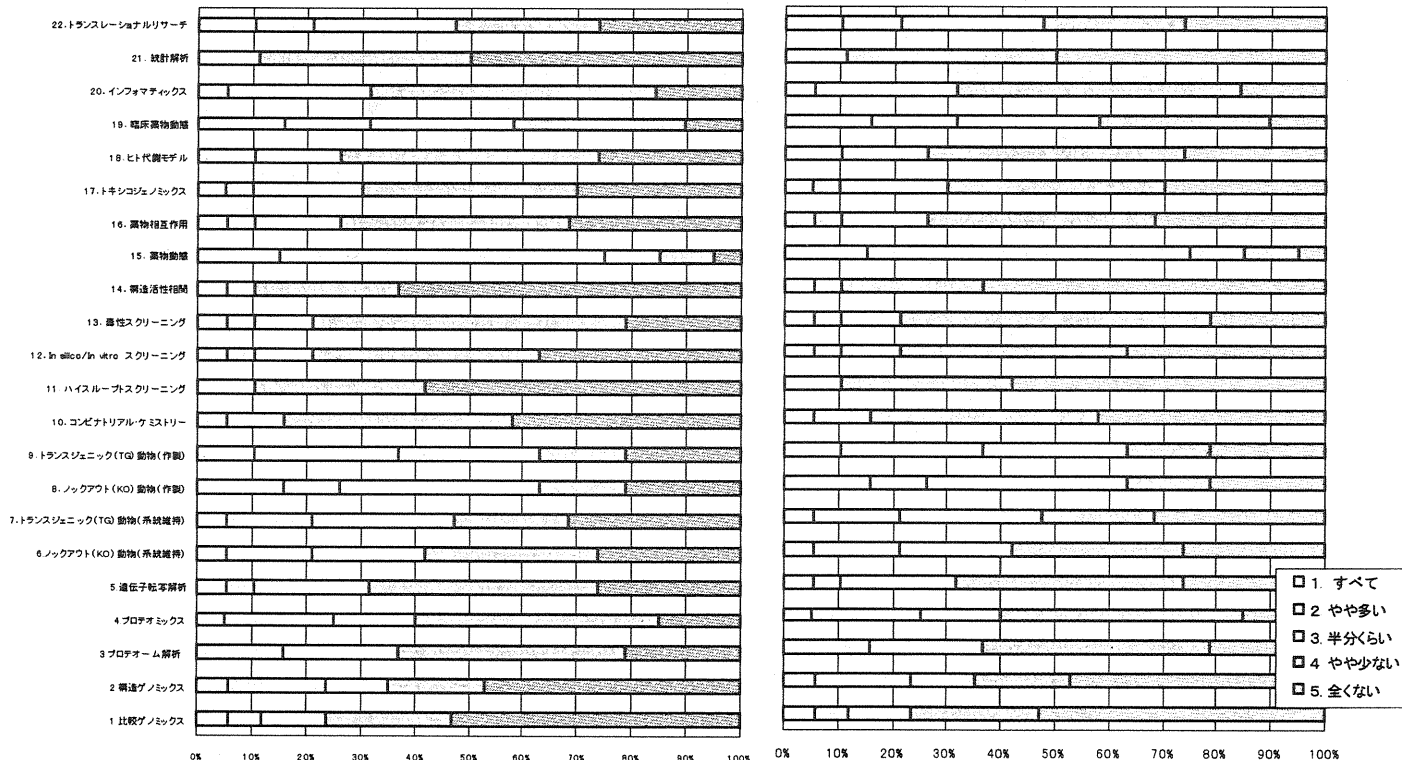 22.トランスレーショナルリサーチ
21. 統計解析
20.インフォマティックス
19.臨床薬物動態
18.ヒト代謝モデル
17.トキシコジェノミックス
16.薬物相互作用
15.薬物動態
14.構造活性相関
13.毒性スクリーニング
12.In silico/in vitro スクリーニング
11 ハイスループトスクリーニング
10.コンビナトリアル・ケミストリー
9.トランスジェニック(TG)動物(作製)
8.ノックアウト(KO)動物(作製)
7.トランスジェニック(TG)動物(系統維持)
6.ノックアウト(KO)動物(系統維持)
5 遺伝子転写解析
4.プロテオミックス
3 プロテオーム解析
2 構造ゲノミックス
1 比較ゲノミックス
0% 10% 20% 30% 40% 50% 60% 70% 80% 90% 100%
0% 10% 20% 30% 40% 50% 60% 70% 80% 90% 100%
1. すべて
2 やや多い
3. 半分くらい
4 やや少ない
5. 全くない